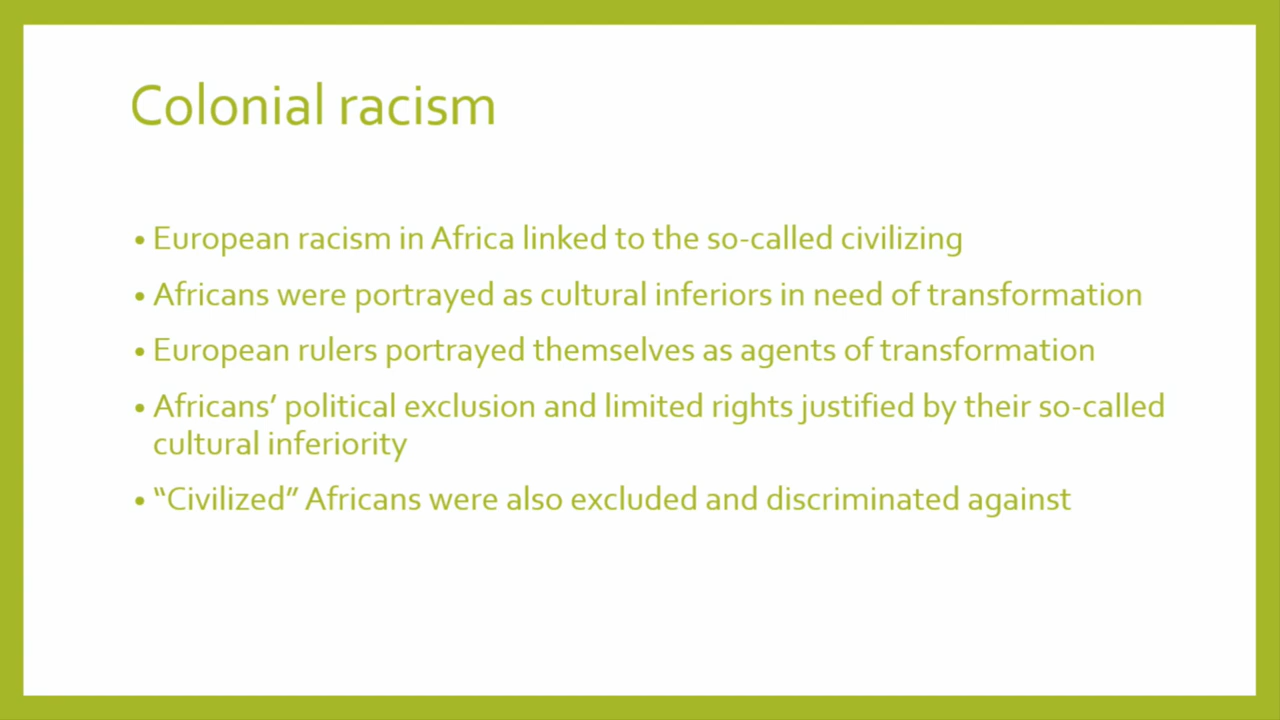 Colonial racism
• European racism in Africa linked to the so-called civilizing
• Africans were portrayed as cultural inferiors in need of transformation
• European rulers portrayed themselves as agents of transformation
• Africans’ political exclusion and limited rights justified by their so-called
cultural inferiority
• “Civilized” Africans were also excluded and discriminated against